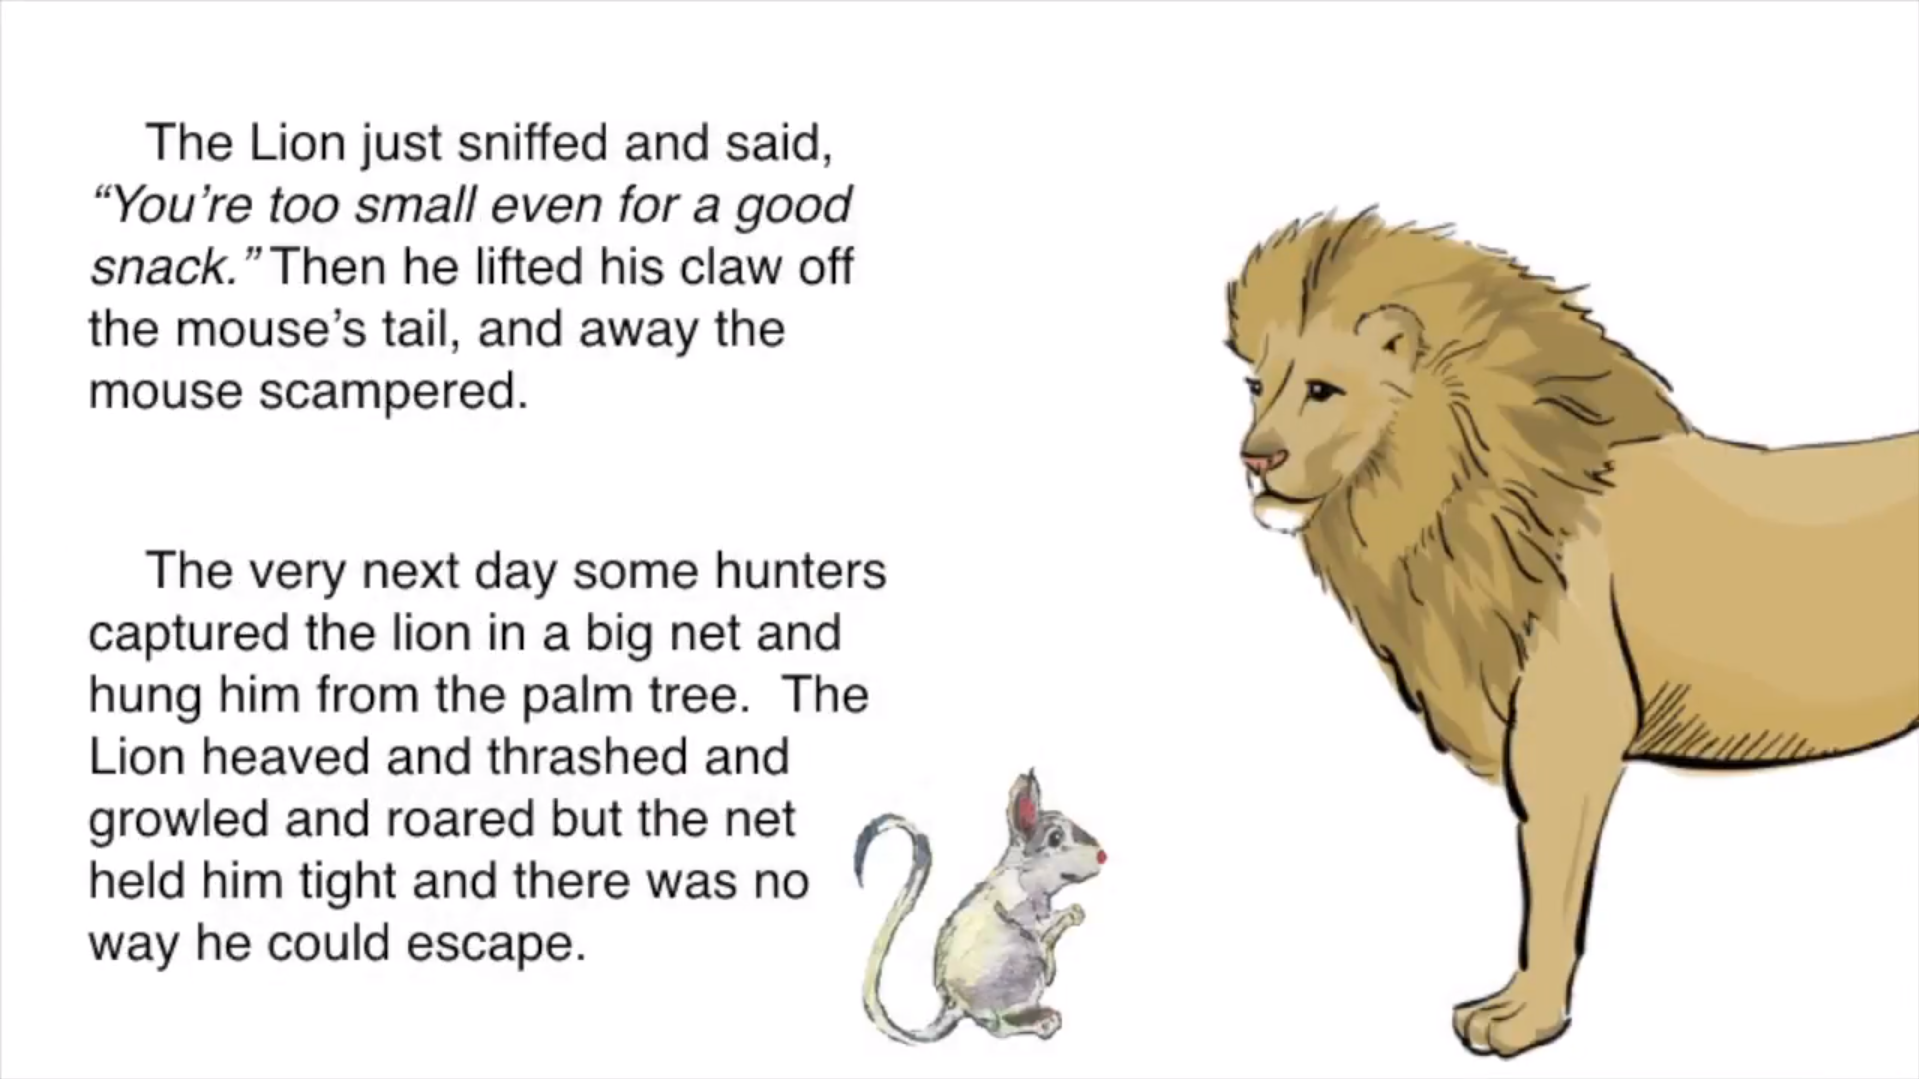 The Lion just sniffed and said,
“You’re too small even for a good
snack.” Then he lifted his claw off
the mouse’s tail, and away the
mouse scampered.
The very next day some hunters
captured the lion in a big net and
hung him from the palm tree.  The
Lion heaved and thrashed and
growled and roared but the net
held him tight and there was no
way he could escape.